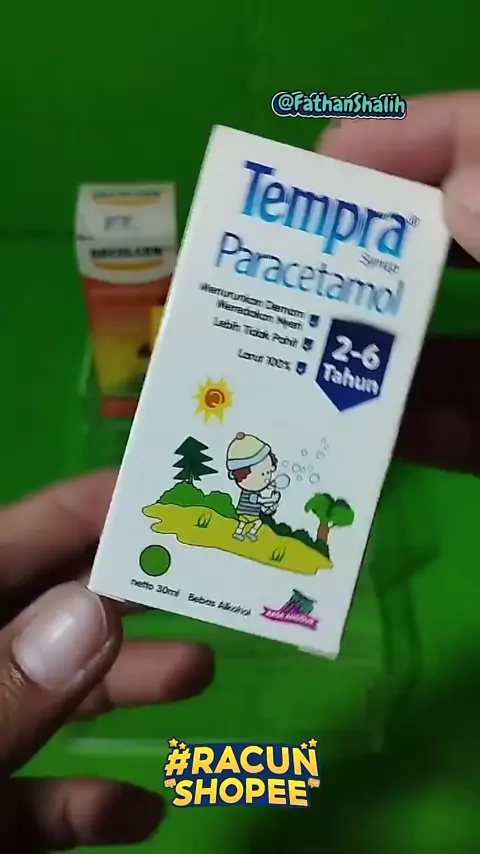 @FathanShalih
Tempra®
Syrup
Paracetamol
Menurunkan Demam
Meredakan Nyeri
Lebih Tidak Pahit
Larut 100%
2-6
Tahun
netto 30ml Bebas Alkohol
#RACUN
SHOPEE